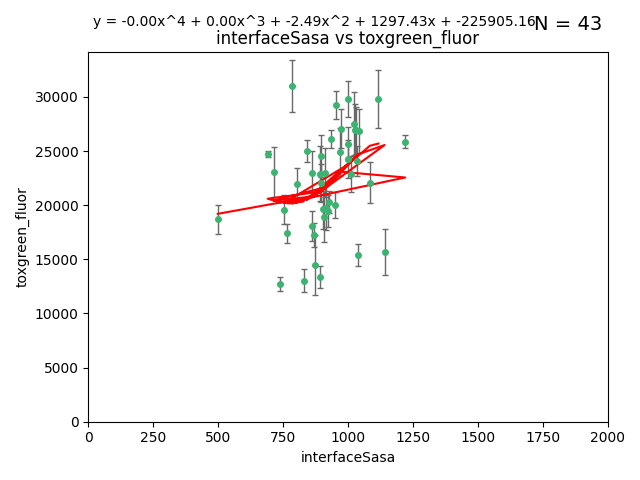 y = -0.00x^4 + 0.00x^3 + -2.49x^2 + 1297.43x + -225905.16
N = 43
interfaceSasa vs toxgreen_fluor
toxgreen_fluor
30000
25000
20000
15000
10000
5000
0
0 250 500 750 1000 1250 1500 1750 2000
interfaceSasa